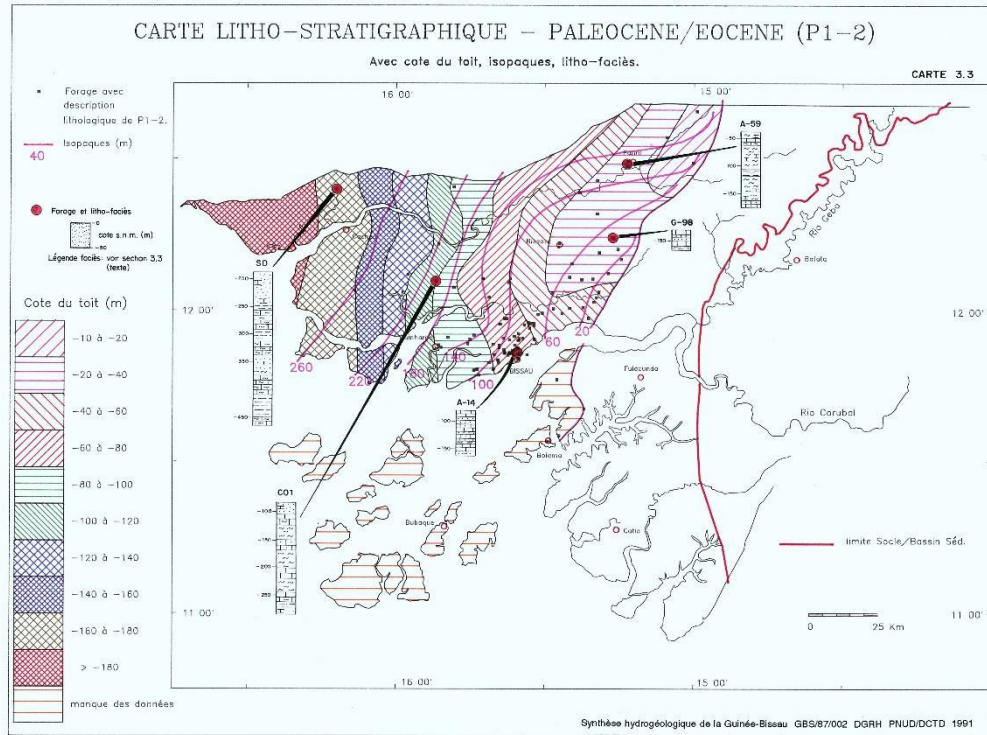 CARTE LITHO-STRATIGRAPHIQUE - PALEOCENE/EOCENE (P1-2)
Avec cote du toit, isopaques, litho-faciès.
CARTE 3.3
Forage avec
description
lithologique de P1-2.
Isopaques (m)
40
Forage et litho-faciès
cote s.n.m. (m)
Légende faciès: voir section 3.3
(texte)
Cote du toit (m)
-10 à -20
-20 à -40
-40 à -60
-60 à -80
-80 à -100
-100 à -120
-120 à -140
-140 à -160
-160 à -180
> -180
manque des données
16 00'
15 00'
A-59
G-98
Rio Geba
Bafata
12 00'
12 00'
SD
260
220
180
140
100
60
20
BISSAU
A-14
Fulacunda
Rio Corubal
Bolama
CO1
Bubaque
Catio
limite Socle/Bassin Séd.
11 00'
11 00'
0 25 Km
16 00'
15 00'
Synthèse hydrogéologique de la Guinée-Bissau GBS/87/002 DGRH PNUD/DCTD 1991